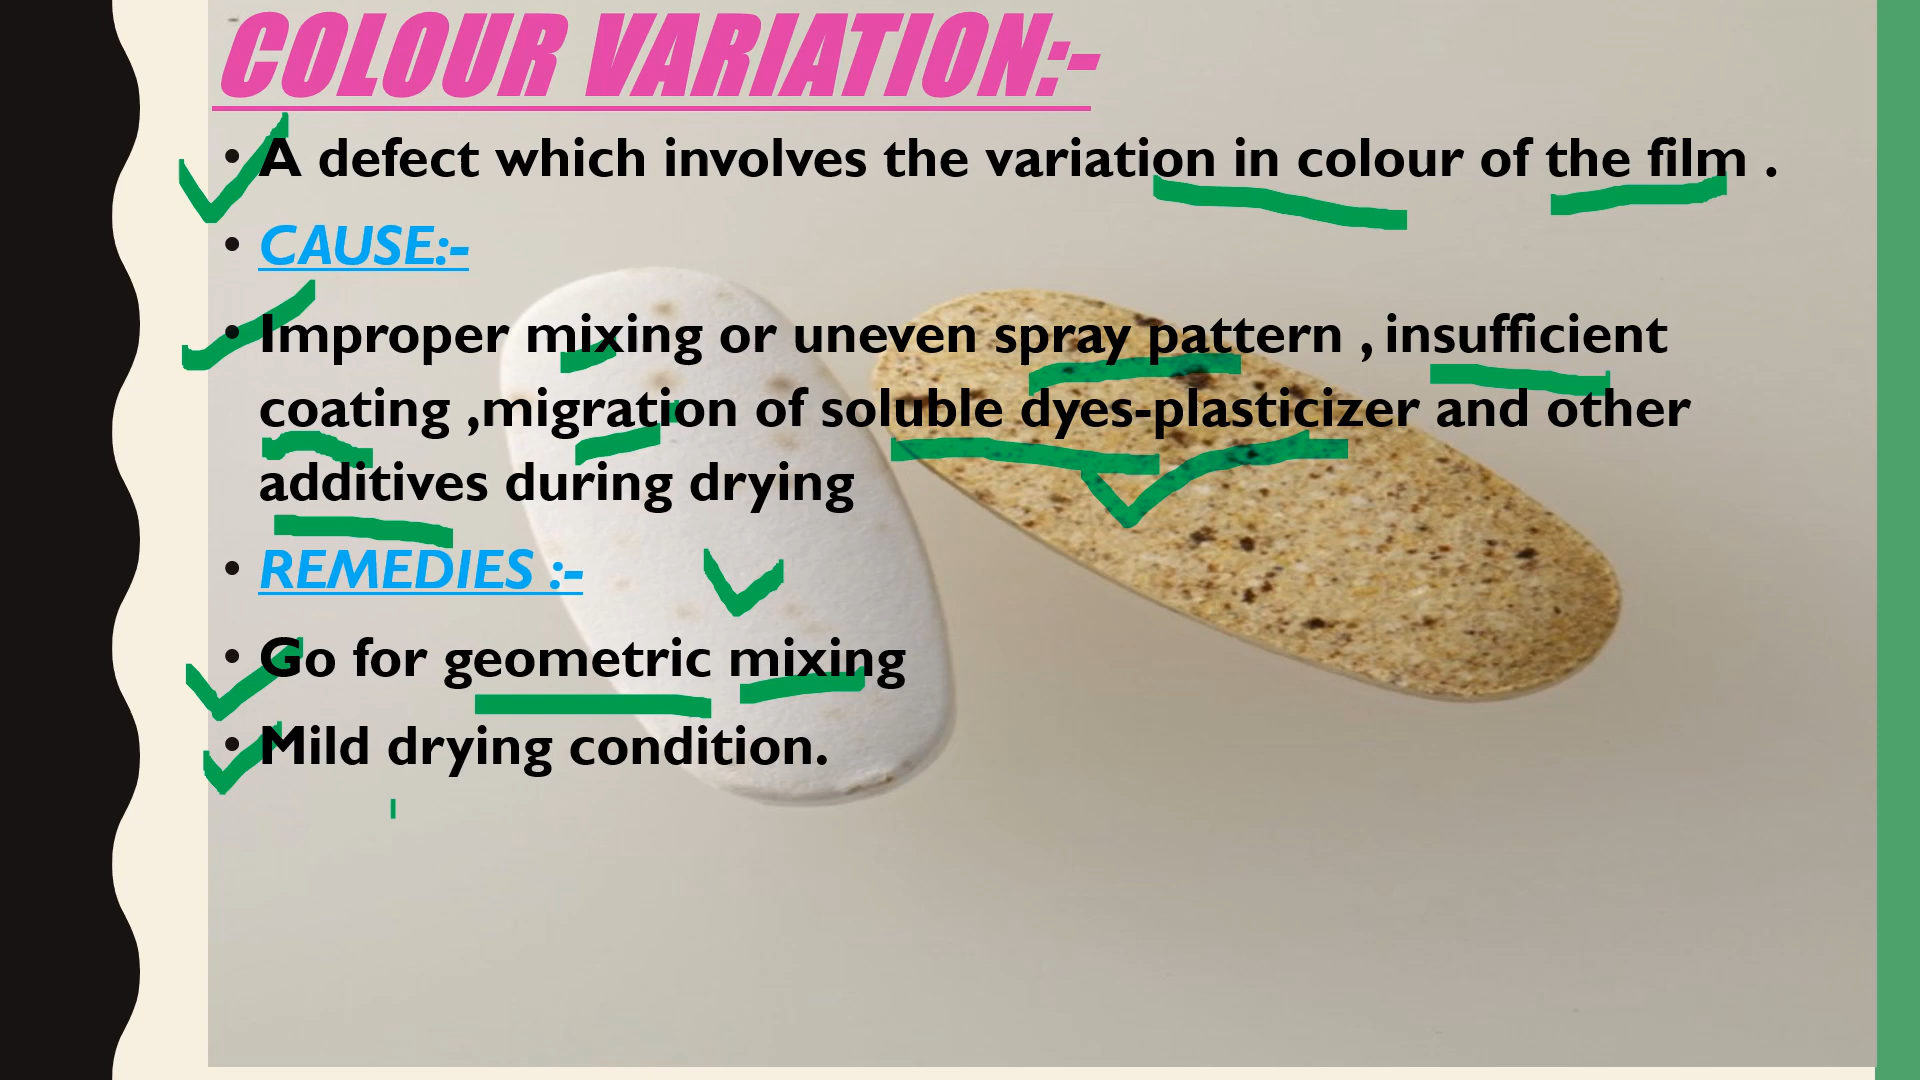 COLOUR VARIATION:-
• A defect which involves the variation in colour of the film .
• CAUSE:-
• Improper mixing or uneven spray pattern , insufficient
coating ,migration of soluble dyes-plasticizer and other
additives during drying
• REMEDIES :-
• Go for geometric mixing
• Mild drying condition.